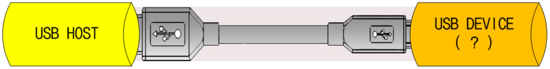 USB HOST
USB DEVICE
( ? )